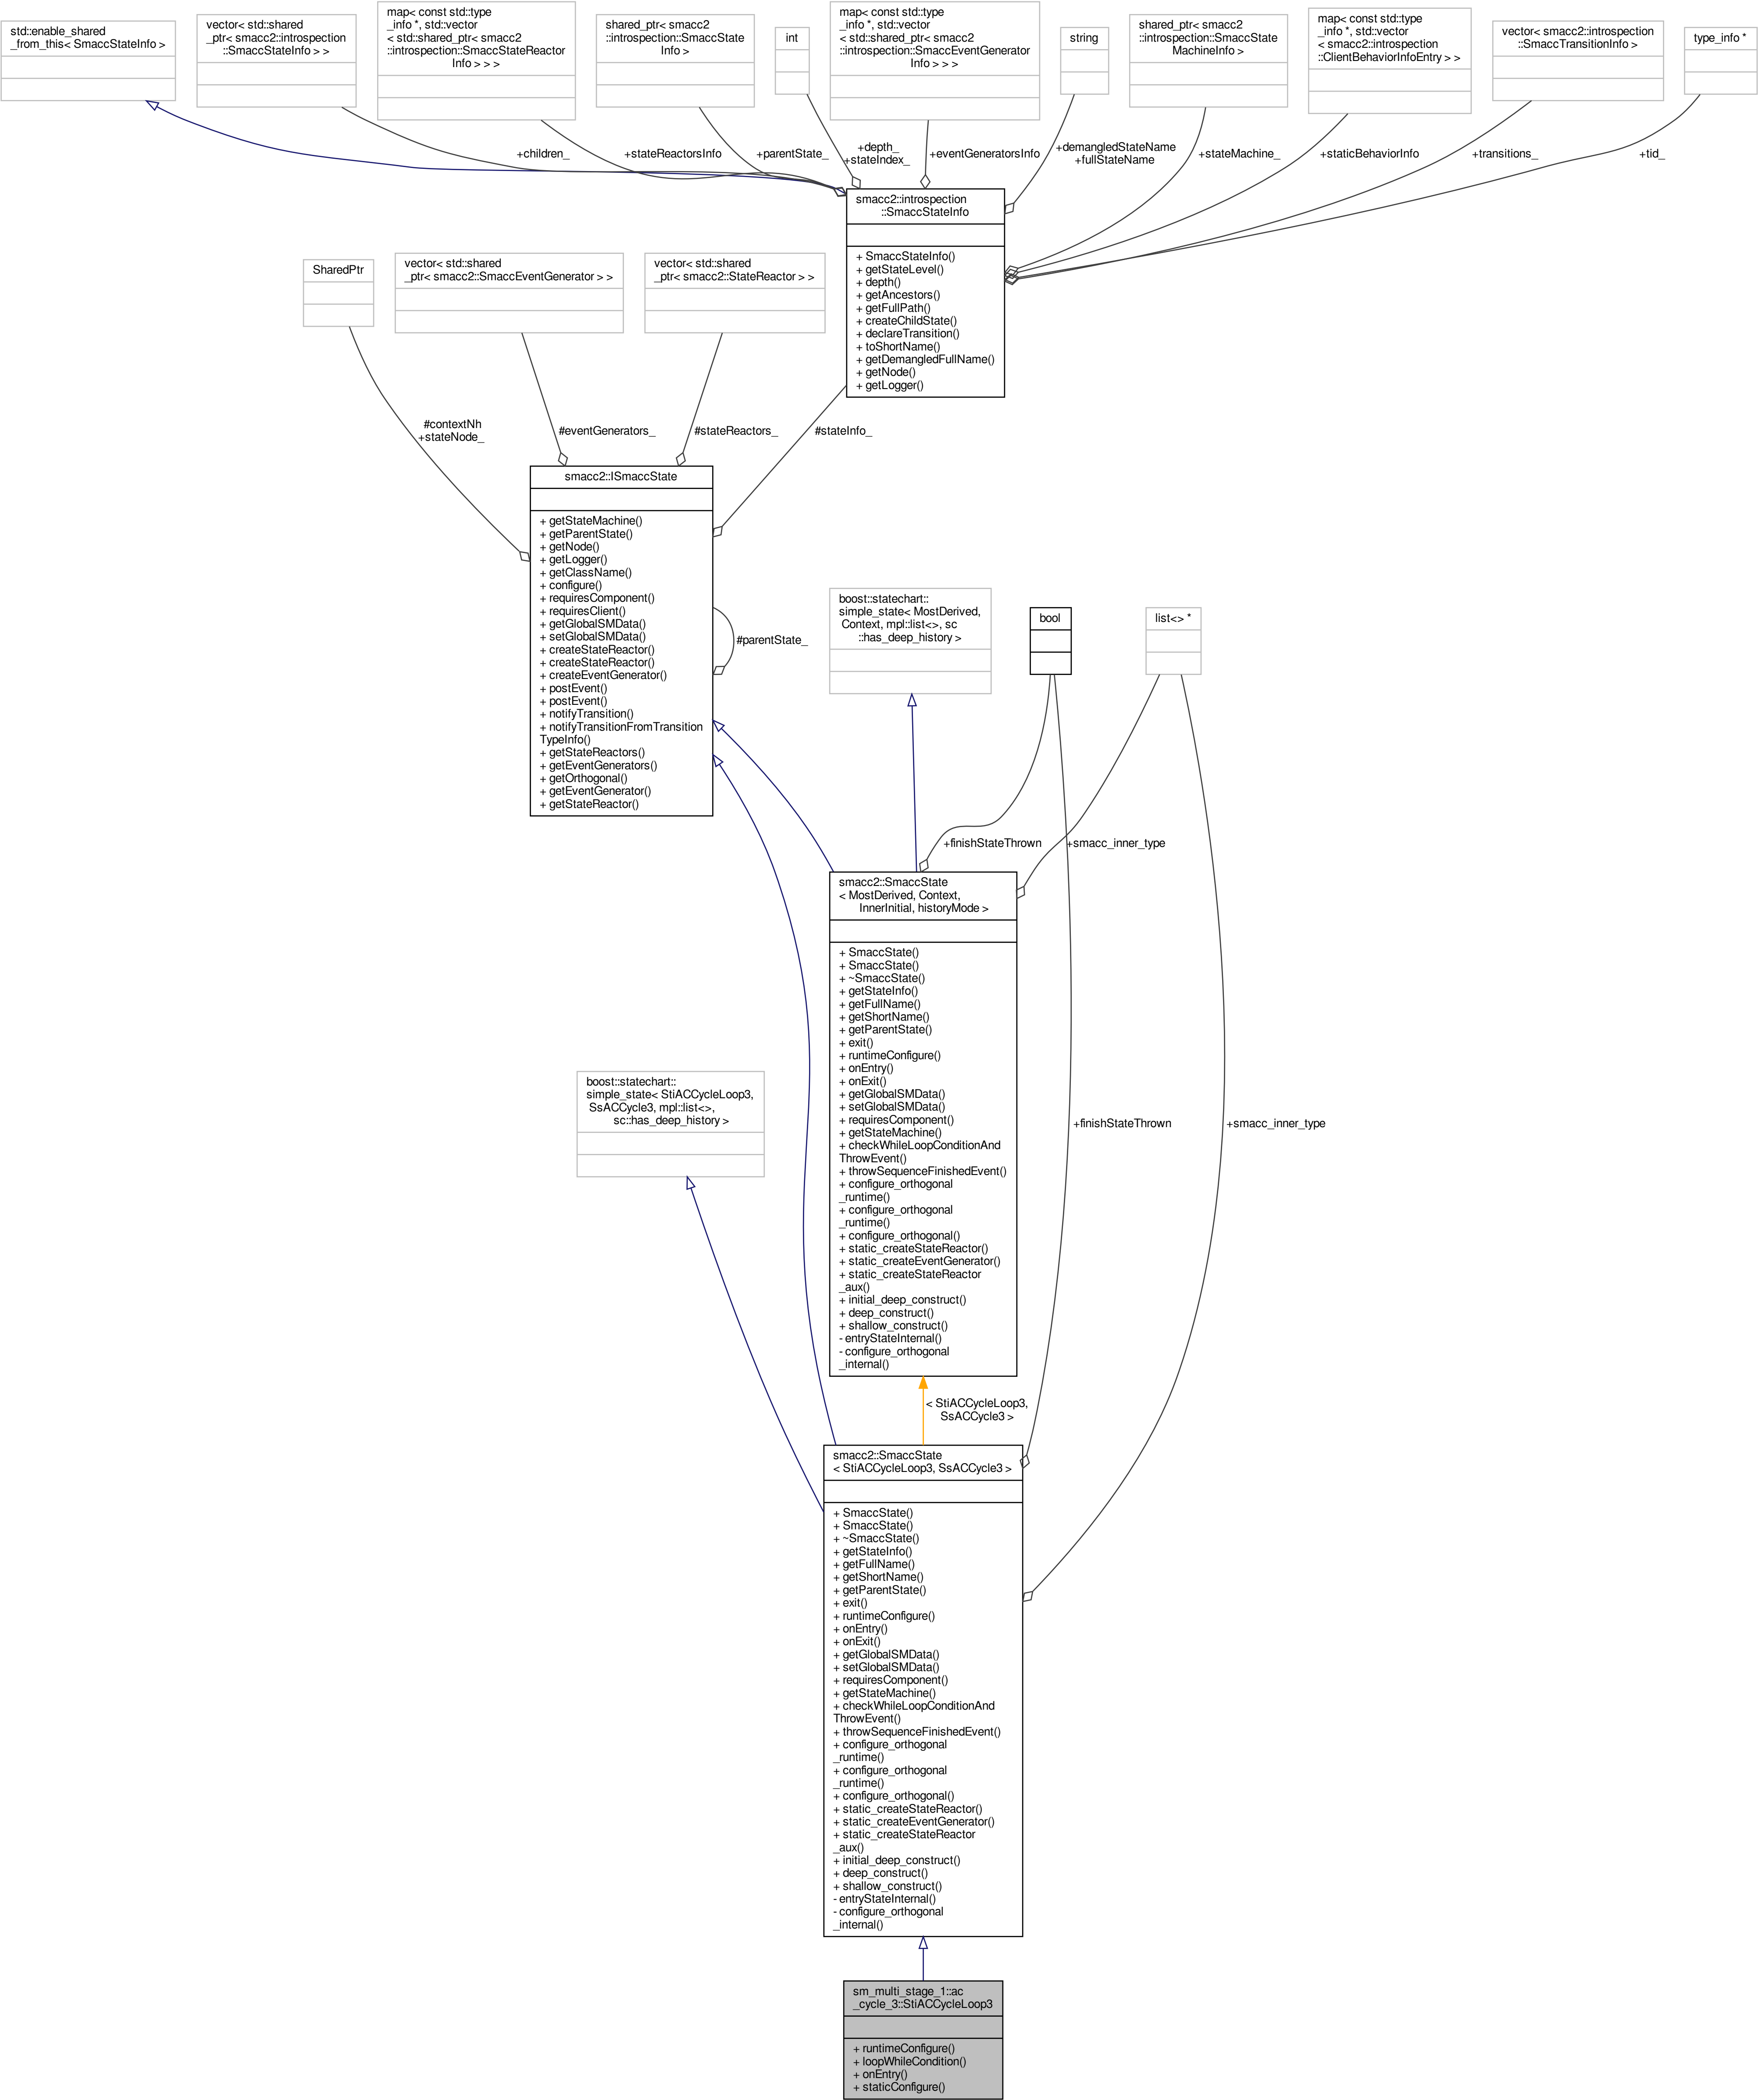 std::enable_shared
_from_this< SmaccStateInfo >
vector< std::shared
_ptr< smacc2::introspection
::SmaccStateInfo > >
map< const std::type
_info *, std::vector
< std::shared_ptr< smacc2
::introspection::SmaccStateReactor
Info > > >
shared_ptr< smacc2
::introspection::SmaccState
Info >
int
map< const std::type
_info *, std::vector
< std::shared_ptr< smacc2
::introspection::SmaccEventGenerator
Info > > >
string
shared_ptr< smacc2
::introspection::SmaccState
MachineInfo >
map< const std::type
_info *, std::vector
< smacc2::introspection
::ClientBehaviorInfoEntry > >
vector< smacc2::introspection
::SmaccTransitionInfo >
type_info *
+children_
+stateReactorsInfo
+parentState_
+depth_
+stateIndex_
+eventGeneratorsInfo
+demangledStateName
+fullStateName
+stateMachine_
+staticBehaviorInfo
+transitions_
+tid_
smacc2::introspection
::SmaccStateInfo
+ SmaccStateInfo()
+ getStateLevel()
+ depth()
+ getAncestors()
+ getFullPath()
+ createChildState()
+ declareTransition()
+ toShortName()
+ getDemangledFullName()
+ getNode()
+ getLogger()
SharedPtr
vector< std::shared
_ptr< smacc2::SmaccEventGenerator > >
vector< std::shared
_ptr< smacc2::StateReactor > >
#contextNh
+stateNode_
#eventGenerators_
#stateReactors_
#stateInfo_
smacc2::ISmaccState
+ getStateMachine()
+ getParentState()
+ getNode()
+ getLogger()
+ getClassName()
+ configure()
+ requiresComponent()
+ requiresClient()
+ getGlobalSMData()
+ setGlobalSMData()
+ createStateReactor()
+ createStateReactor()
+ createEventGenerator()
+ postEvent()
+ postEvent()
+ notifyTransition()
+ notifyTransitionFromTransition
TypeInfo()
+ getStateReactors()
+ getEventGenerators()
+ getOrthogonal()
+ getEventGenerator()
+ getStateReactor()
#parentState_
boost::statechart::
simple_state< MostDerived,
Context, mpl::list<>, sc
::has_deep_history >
bool
list<> *
+finishStateThrown
+smacc_inner_type
smacc2::SmaccState
< MostDerived, Context,
InnerInitial, historyMode >
+ SmaccState()
+ SmaccState()
+ ~SmaccState()
+ getStateInfo()
+ getFullName()
+ getShortName()
+ getParentState()
+ exit()
+ runtimeConfigure()
+ onEntry()
+ onExit()
+ getGlobalSMData()
+ setGlobalSMData()
+ requiresComponent()
+ getStateMachine()
+ checkWhileLoopConditionAnd
ThrowEvent()
+ throwSequenceFinishedEvent()
+ configure_orthogonal
_runtime()
+ configure_orthogonal
_runtime()
+ configure_orthogonal()
+ static_createStateReactor()
+ static_createEventGenerator()
+ static_createStateReactor
_aux()
+ initial_deep_construct()
+ deep_construct()
+ shallow_construct()
- entryStateInternal()
- configure_orthogonal
_internal()
boost::statechart::
simple_state< StiACCycleLoop3,
SsACCycle3, mpl::list<>,
sc::has_deep_history >
+finishStateThrown
+smacc_inner_type
< StiACCycleLoop3,
SsACCycle3 >
smacc2::SmaccState
< StiACCycleLoop3, SsACCycle3 >
+ SmaccState()
+ SmaccState()
+ ~SmaccState()
+ getStateInfo()
+ getFullName()
+ getShortName()
+ getParentState()
+ exit()
+ runtimeConfigure()
+ onEntry()
+ onExit()
+ getGlobalSMData()
+ setGlobalSMData()
+ requiresComponent()
+ getStateMachine()
+ checkWhileLoopConditionAnd
ThrowEvent()
+ throwSequenceFinishedEvent()
+ configure_orthogonal
_runtime()
+ configure_orthogonal
_runtime()
+ configure_orthogonal()
+ static_createStateReactor()
+ static_createEventGenerator()
+ static_createStateReactor
_aux()
+ initial_deep_construct()
+ deep_construct()
+ shallow_construct()
- entryStateInternal()
- configure_orthogonal
_internal()
sm_multi_stage_1::ac
_cycle_3::StiACCycleLoop3
+ runtimeConfigure()
+ loopWhileCondition()
+ onEntry()
+ staticConfigure()